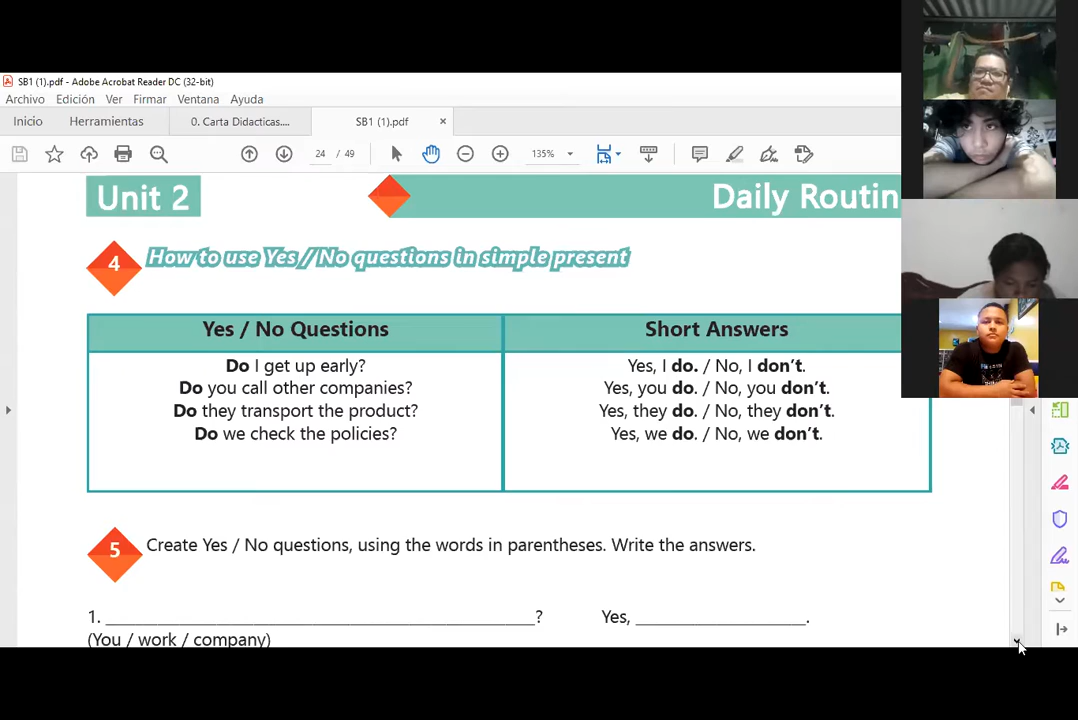 SB1 (1).pdf - Adobe Acrobat Reader DC (32-bit)
Archivo Edición Ver Firmar Ventana Ayuda
Inicio Herramientas 0. Carta Didacticas.... SB1 (1).pdf ×
24 / 49 135%
Unit 2 Daily Routin
4 How to use Yes / No questions in simple present
Yes / No Questions Short Answers
Do I get up early? Yes, I do. / No, I don't.
Do you call other companies? Yes, you do. / No, you don't.
Do they transport the product? Yes, they do. / No, they don't.
Do we check the policies? Yes, we do. / No, we don't.
5 Create Yes / No questions, using the words in parentheses. Write the answers.
1. ______________________________________________? Yes, __________________.
(You / work / company)